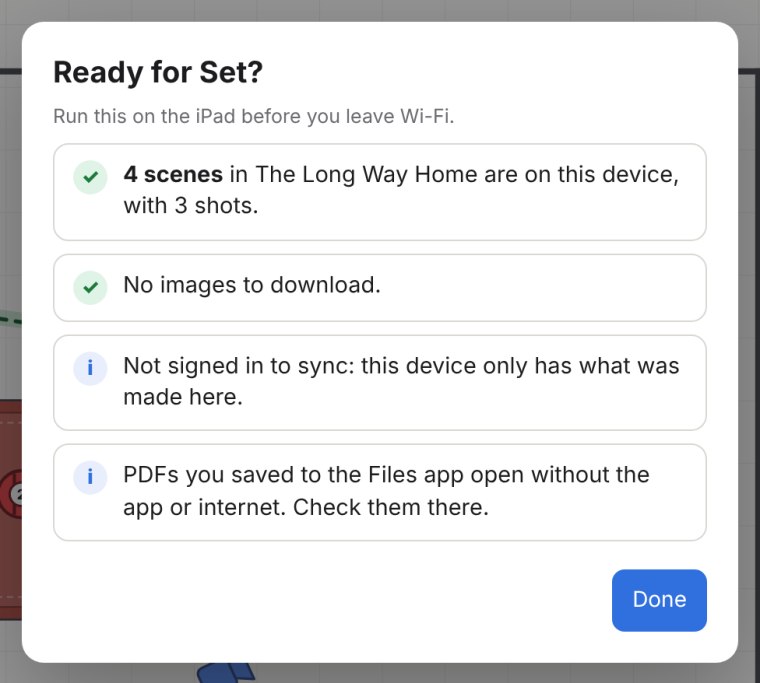 Ready for Set?
Run this on the iPad before you leave Wi-Fi.
4 scenes in The Long Way Home are on this device,
with 3 shots.
No images to download.
Not signed in to sync: this device only has what was
made here.
PDFs you saved to the Files app open without the
app or internet. Check them there.
Done